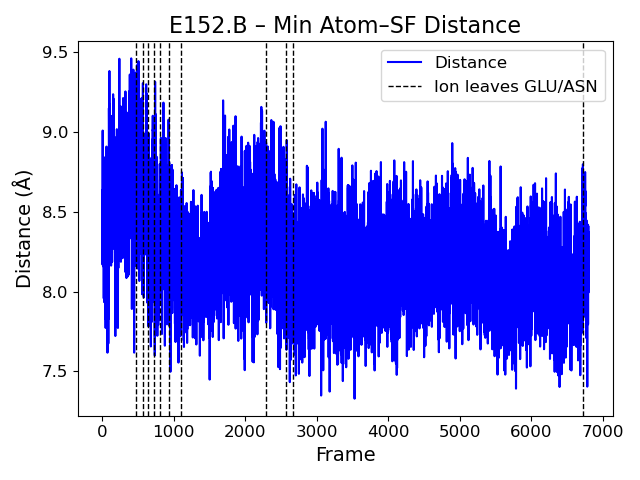 E152.B – Min Atom–SF Distance
Distance (Å)
9.5
9.0
8.5
8.0
7.5
Distance
Ion leaves GLU/ASN
0 1000 2000 3000 4000 5000 6000 7000
Frame